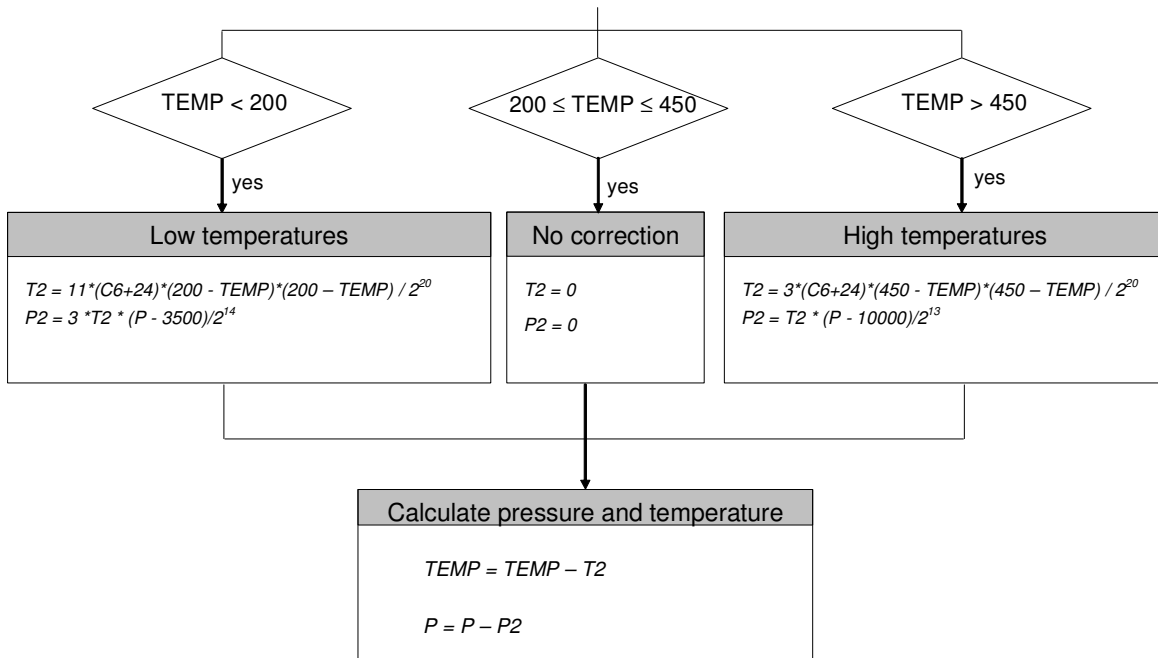 TEMP < 200
200 ≤ TEMP ≤ 450
TEMP > 450
yes
yes
yes
Low temperatures
T2 = 11*(C6+24)*(200 - TEMP)*(200 – TEMP) / 2^20
P2 = 3 *T2 * (P - 3500)/2^14
No correction
T2 = 0
P2 = 0
High temperatures
T2 = 3*(C6+24)*(450 - TEMP)*(450 – TEMP) / 2^20
P2 = T2 * (P - 10000)/2^13
Calculate pressure and temperature
TEMP = TEMP – T2
P = P – P2